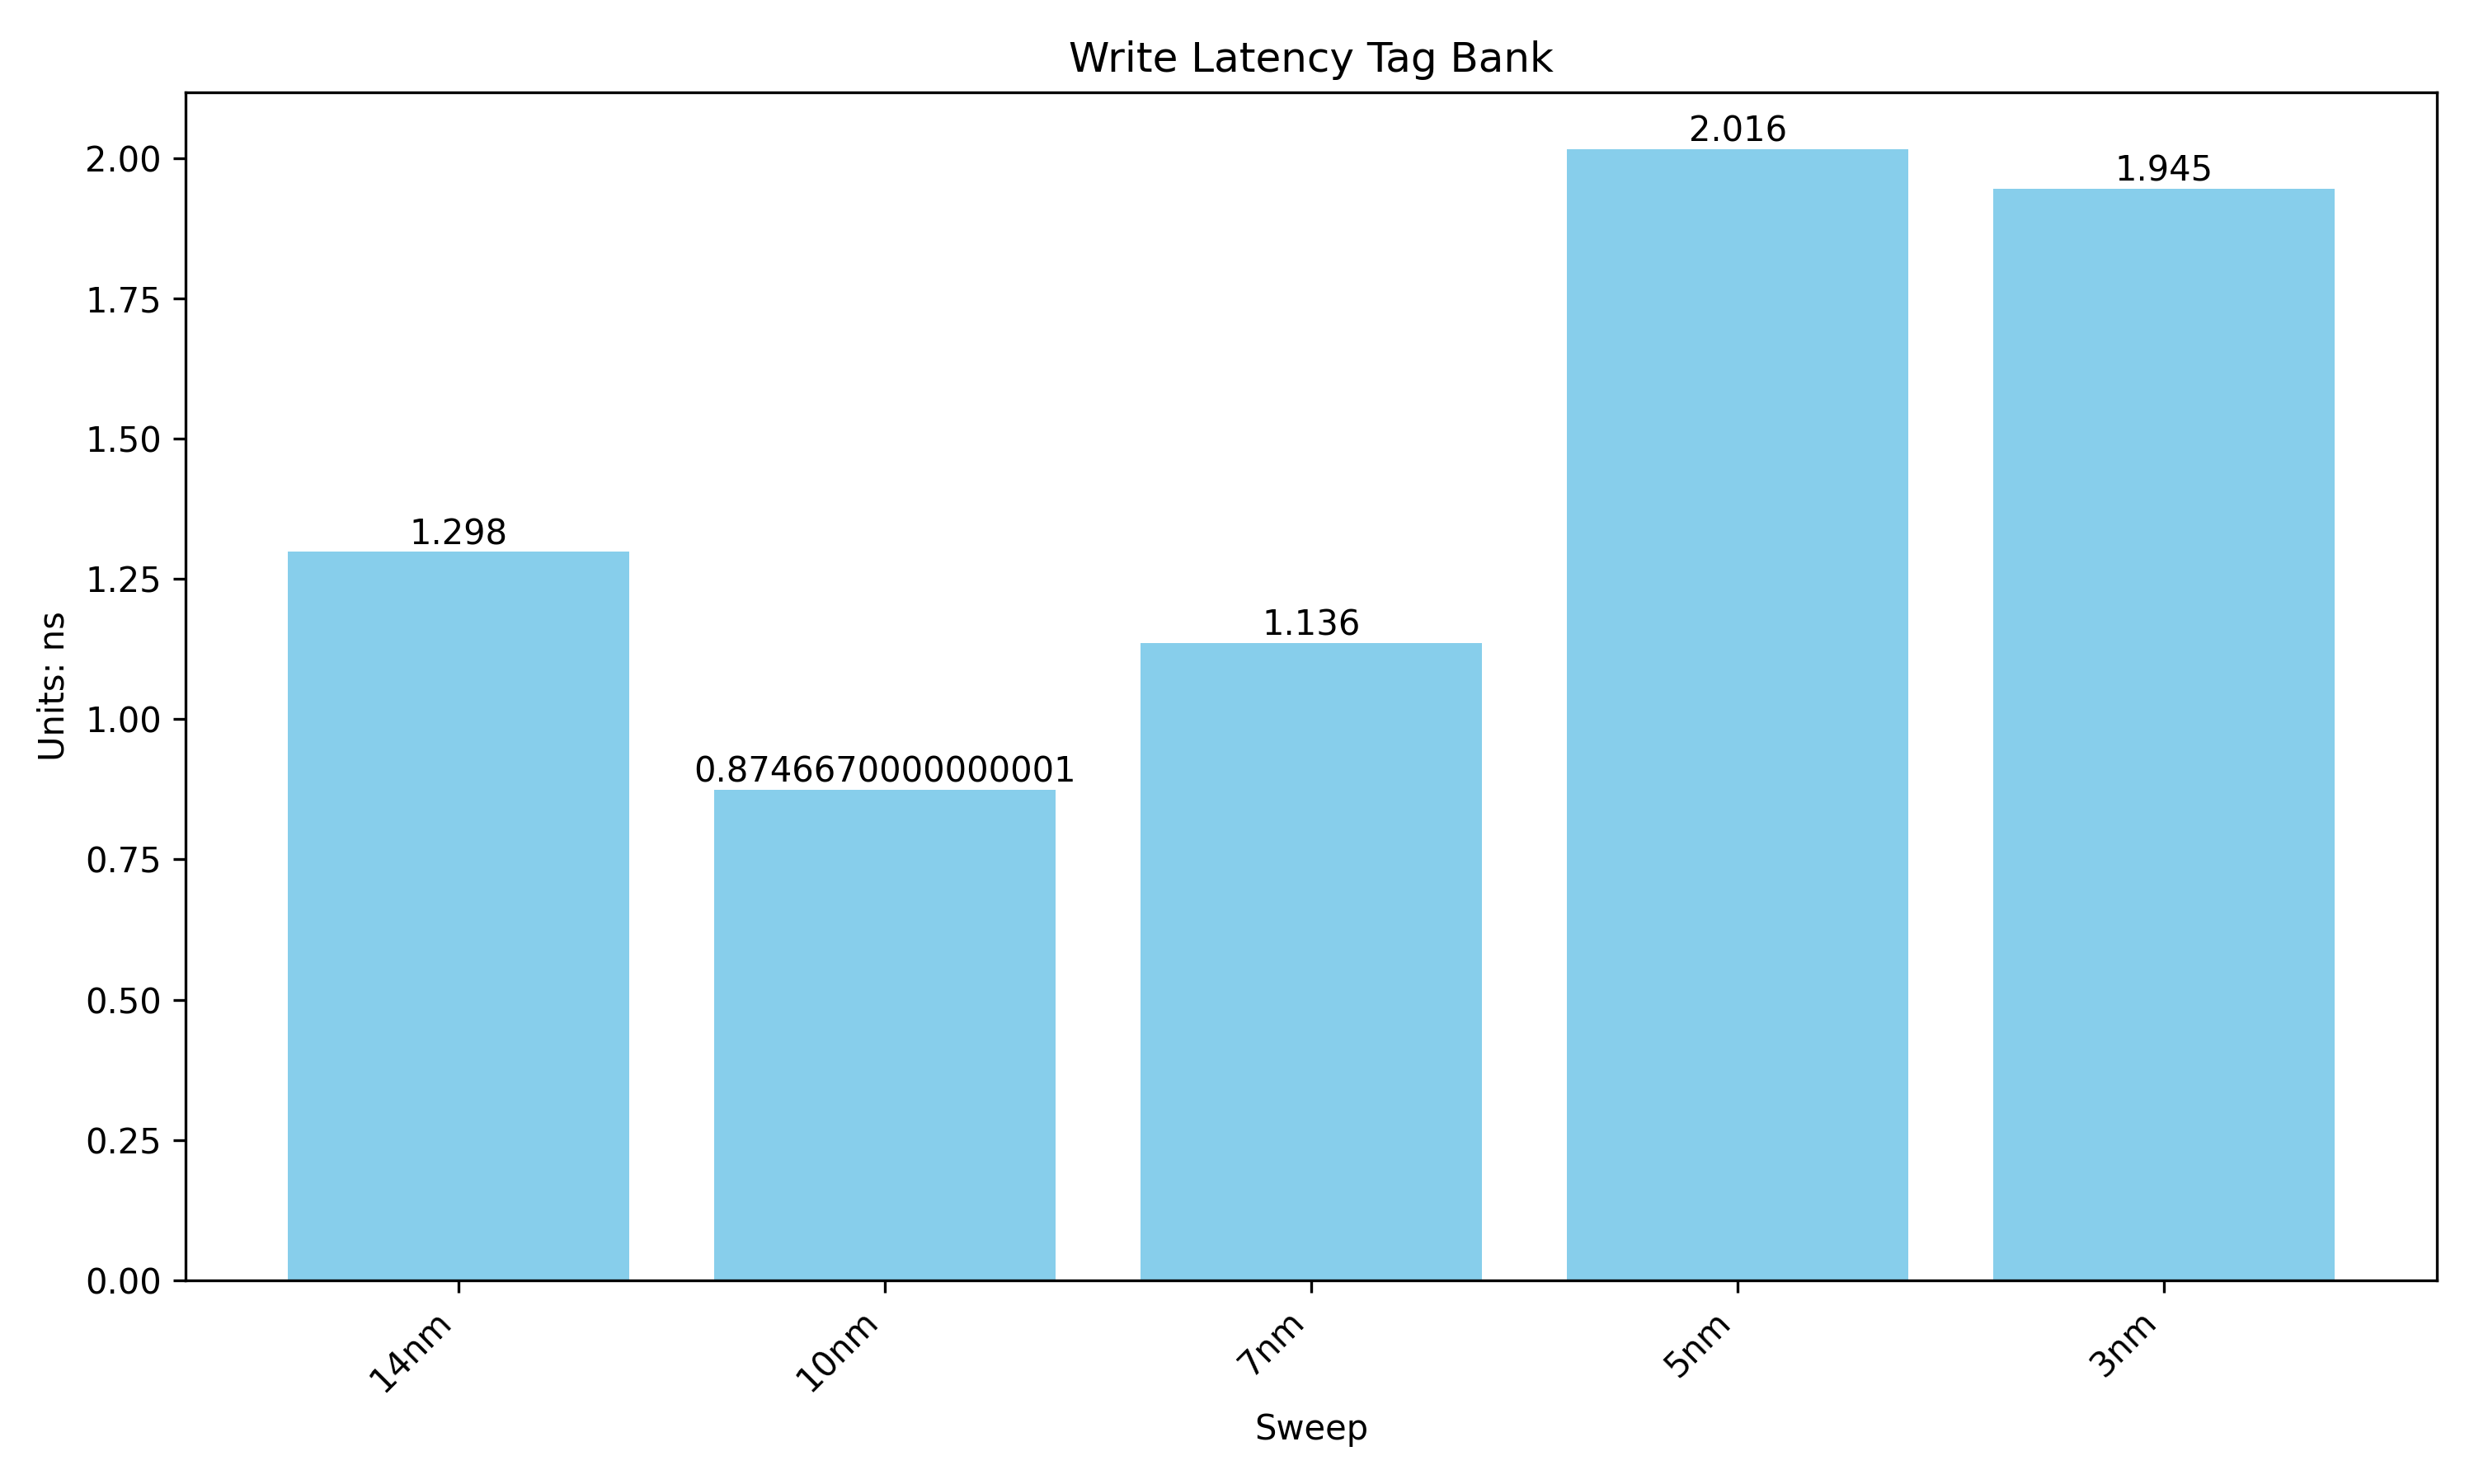 Write Latency Tag Bank
2.00
1.75
1.50
1.25
1.00
0.75
0.50
0.25
0.00
Units: ns
1.298
0.8746670000000001
1.136
2.016
1.945
14nm
10nm
7nm
5nm
3nm
Sweep